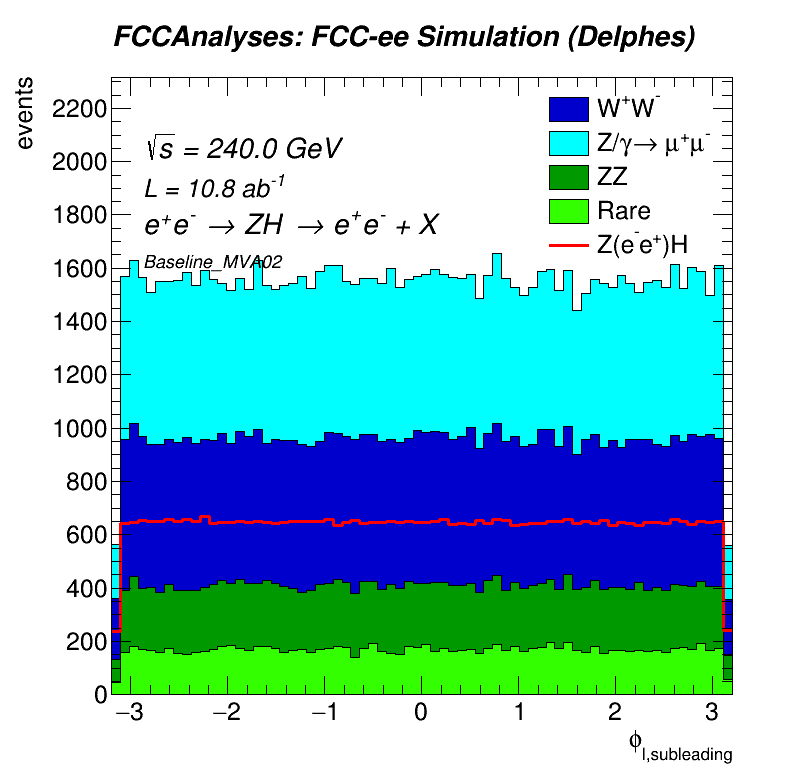 FCCAnalyses: FCC-ee Simulation (Delphes)
events
√s = 240.0 GeV
L = 10.8 ab⁻¹
e⁺e⁻ → ZH → e⁺e⁻ + X
Baseline_MVA02
W⁺W⁻
Z/γ→ μ⁺μ⁻
ZZ
Rare
Z(e⁻e⁺)H
2200
2000
1800
1600
1400
1200
1000
800
600
400
200
0
−3 −2 −1 0 1 2 3
ϕ l,subleading